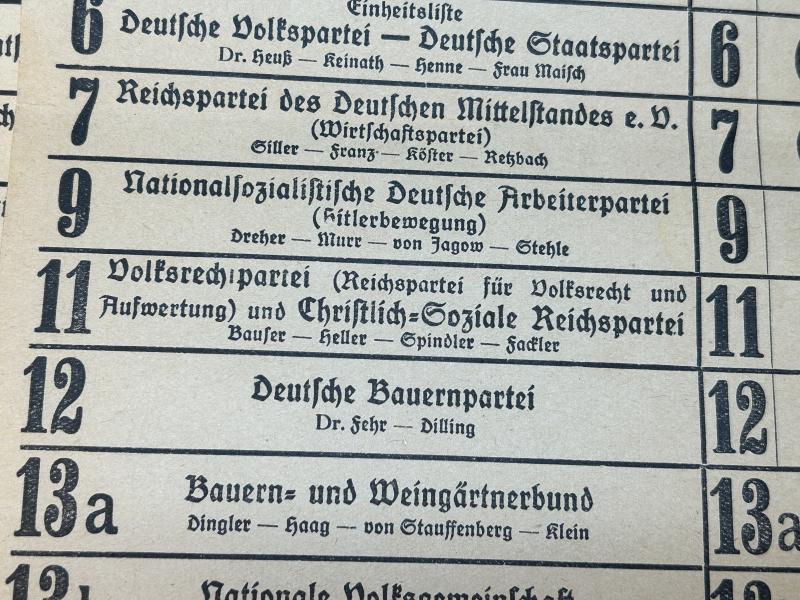 Einheitsliste
6 Deutsche Volkspartei — Deutsche Staatspartei 6
Dr. Heuß — Keinath — Henne — Frau Maisch
7 Reichspartei des Deutschen Mittelstandes e. V. 7
(Wirtschaftspartei)
Siller — Franz — Köster — Retzbach
9 Nationalsozialistische Deutsche Arbeiterpartei 9
(Hitlerbewegung)
Dreher — Murr — von Jagow — Stehle
11 Volksrechtpartei (Reichspartei für Volksrecht und 11
Aufwertung) und Christlich-Soziale Reichspartei
Bauser — Heller — Spindler — Fackler
12 Deutsche Bauernpartei 12
Dr. Fehr — Dilling
13a Bauern- und Weingärtnerbund 13a
Dingler — Haag — von Stauffenberg — Klein
Nationale Volksgemeinschaft